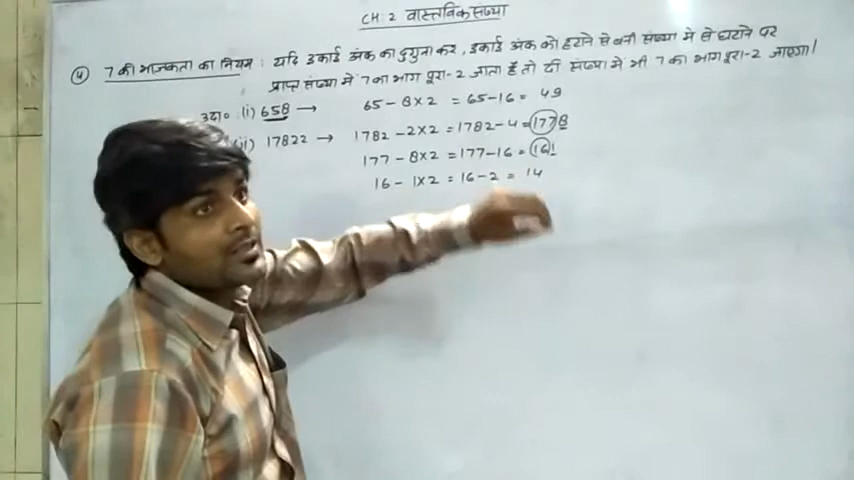 CH 2 वास्तविक संख्या
(4) 7 की भाजकता का नियम : यदि इकाई अंक का दुगुना कर, इकाई अंक को हटाने से बनी संख्या में से घटाने पर
प्राप्त संख्या में 7 का भाग पूरा-2 जाता है तो दी संख्या में भी 7 का भाग पूरा-2 जाएगा।
उदा० (i) 658 → 65 - 8×2 = 65-16 = 49
(ii) 17822 → 1782 - 2×2 = 1782-4 = 1778
177 - 8×2 = 177-16 = 161
16 - 1×2 = 16-2 = 14